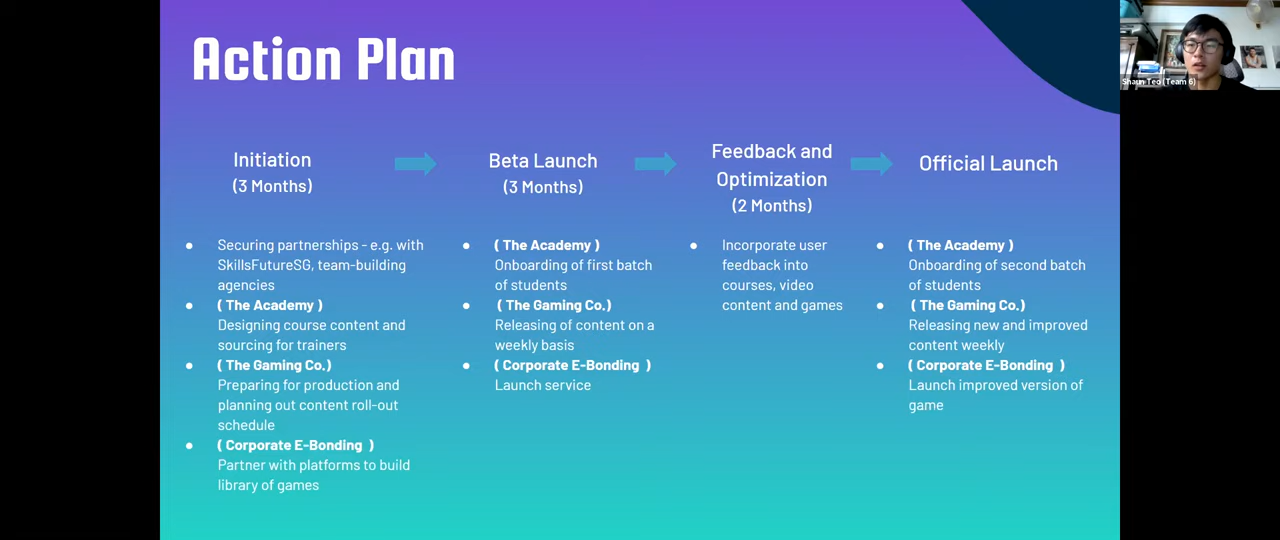 Action Plan
Initiation
(3 Months)
Beta Launch
(3 Months)
Feedback and
Optimization
(2 Months)
Official Launch
● Securing partnerships - e.g. with
SkillsFutureSG, team-building
agencies
● ( The Academy )
Designing course content and
sourcing for trainers
● ( The Gaming Co.)
Preparing for production and
planning out content roll-out
schedule
● ( Corporate E-Bonding )
Partner with platforms to build
library of games
● ( The Academy )
Onboarding of first batch
of students
● ( The Gaming Co.)
Releasing of content on a
weekly basis
● ( Corporate E-Bonding )
Launch service
● Incorporate user
feedback into
courses, video
content and games
● ( The Academy )
Onboarding of second batch
of students
● ( The Gaming Co.)
Releasing new and improved
content weekly
● ( Corporate E-Bonding )
Launch improved version of
game
Shaun Teo (Team 6)